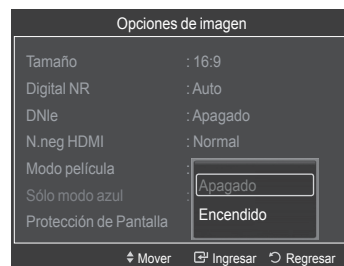 Opciones de imagen
Tamaño : 16:9
Digital NR : Auto
DNIe : Apagado
N.neg HDMI : Normal
Modo película :
Apagado
Sólo modo azul :
Encendido
Protección de Pantalla
Mover Ingresar Regresar